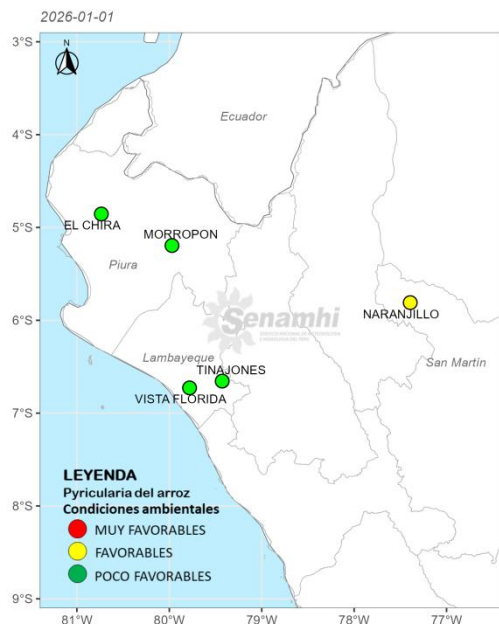 2026-01-01
N
3°S
4°S
5°S
6°S
7°S
8°S
9°S
Ecuador
EL CHIRA
MORROPON
Piura
NARANJILLO
Senamhi
Lambayeque
TINAJONES
San Martín
VISTA FLORIDA
LEYENDA
Pyricularia del arroz
Condiciones ambientales
MUY FAVORABLES
FAVORABLES
POCO FAVORABLES
81°W 80°W 79°W 78°W 77°W